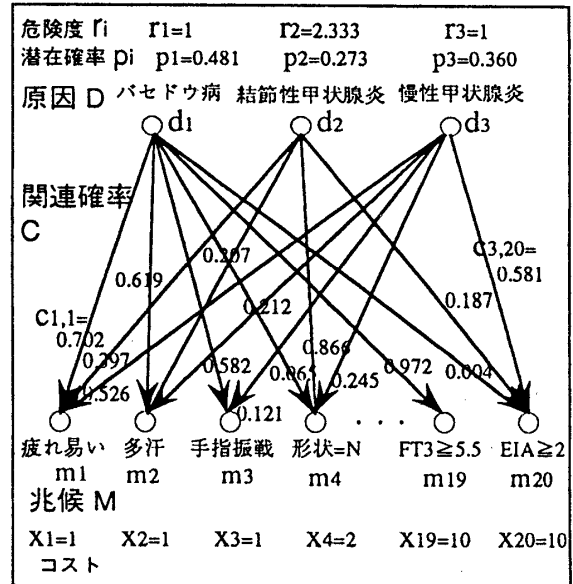 危険度 ri r1=1 r2=2.333 r3=1
潜在確率 pi p1=0.481 p2=0.273 p3=0.360
原因 D バセドウ病 結節性甲状腺炎 慢性甲状腺炎
d1 d2 d3
関連確率
C
0.207
C3,20=
0.619 0.581
0.212 0.187
C1,1=
0.702 0.866
0.397 0.582 0.065 0.972 0.004
0.526 0.245
0.121
・・・
疲れ易い 多汗 手指振戦 形状=N FT3≧5.5 EIA≧2
m1 m2 m3 m4 m19 m20
兆候 M
X1=1 X2=1 X3=1 X4=2 X19=10 X20=10
コスト